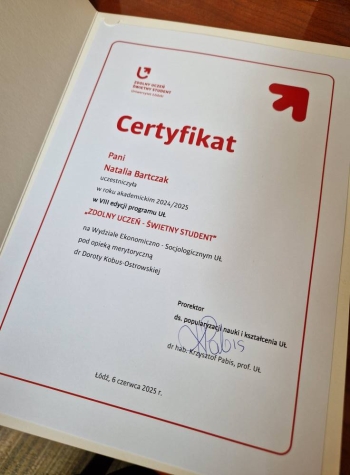 ZDOLNY UCZEŃ
ŚWIETNY STUDENT
Certyfikat
Pani
Natalia Bartczak
uczestniczyła
w roku akademickim 2024/2025
w VIII edycji programu UŁ
„ZDOLNY UCZEŃ - ŚWIETNY STUDENT"
na Wydziale Ekonomiczno - Socjologicznym UŁ
pod opieką merytoryczną
dr Doroty Kobus-Ostrowskiej
Prorektor
ds. popularyzacji nauki i kształcenia UŁ
Pabis
dr hab. Krzysztof Pabis, prof. UŁ
Łódź, 6 czerwca 2025 r.